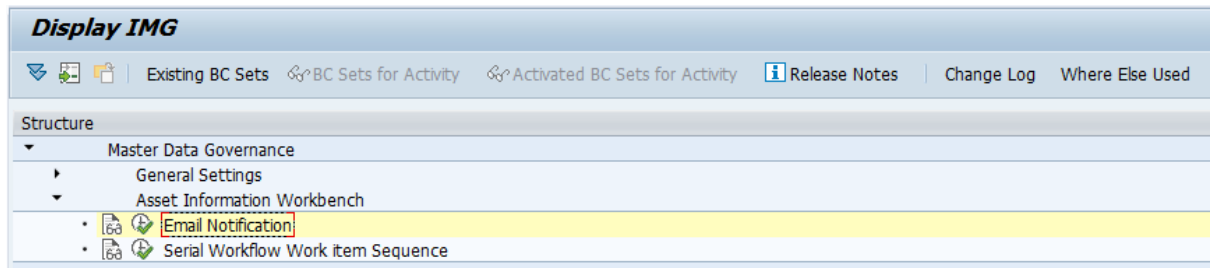 Display IMG
Existing BC Sets BC Sets for Activity Activated BC Sets for Activity Release Notes Change Log Where Else Used
Structure
Master Data Governance
General Settings
Asset Information Workbench
Email Notification
Serial Workflow Work item Sequence